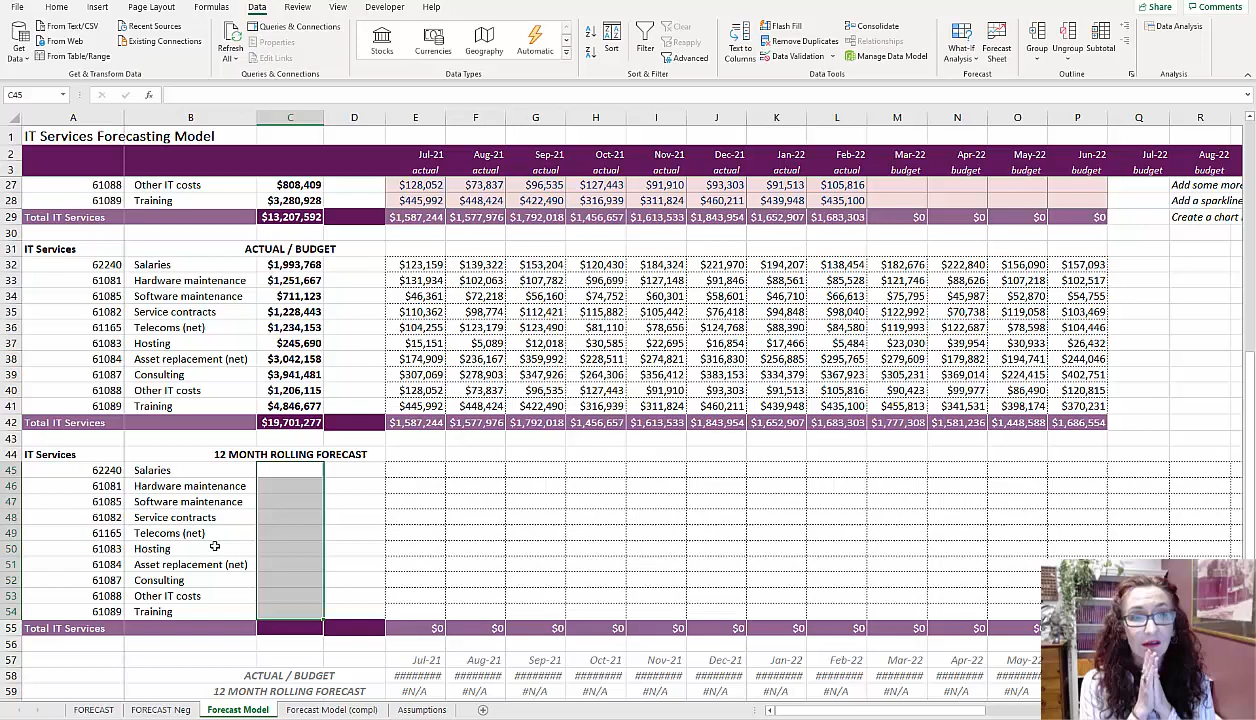 File Home Insert Page Layout Formulas Data Review View Developer Help Share Comments
From Text/CSV Recent Sources Queries & Connections Clear Flash Fill Consolidate Data Analysis
Get Data From Web Existing Connections Refresh All Properties Reapply Remove Duplicates Relationships
From Table/Range Edit Links Stocks Currencies Geography Automatic Sort Filter Advanced Text to Columns Data Validation Manage Data Model What-If Analysis Forecast Sheet Group Ungroup Subtotal
Get & Transform Data Queries & Connections Data Types Sort & Filter Data Tools Forecast Outline Analysis
C45 fx
A B C D E F G H I J K L M N O P Q R
1 IT Services Forecasting Model
2 Jul-21 Aug-21 Sep-21 Oct-21 Nov-21 Dec-21 Jan-22 Feb-22 Mar-22 Apr-22 May-22 Jun-22 Jul-22 Aug-22
3 actual actual actual actual actual actual actual actual budget budget budget budget budget budget
27 61088 Other IT costs $808,409 $128,052 $73,837 $96,535 $127,443 $91,910 $93,303 $91,513 $105,816 Add some more
28 61089 Training $3,280,928 $445,992 $448,424 $422,490 $316,939 $311,824 $460,211 $439,948 $435,100 Add a sparkline
29 Total IT Services $13,207,592 $1,587,244 $1,577,976 $1,792,018 $1,456,657 $1,613,533 $1,843,954 $1,652,907 $1,683,303 $0 $0 $0 $0 Create a chart
30
31 IT Services ACTUAL / BUDGET
32 62240 Salaries $1,993,768 $123,159 $139,322 $153,204 $120,430 $184,324 $221,970 $194,207 $138,454 $182,676 $222,840 $156,090 $157,093
33 61081 Hardware maintenance $1,251,667 $131,934 $102,063 $107,782 $96,699 $127,148 $91,846 $88,561 $85,528 $121,746 $88,626 $107,218 $102,517
34 61085 Software maintenance $711,123 $46,361 $72,218 $56,160 $74,752 $60,301 $58,601 $46,710 $66,613 $75,795 $45,987 $52,870 $54,755
35 61082 Service contracts $1,228,443 $110,362 $98,774 $112,421 $115,882 $105,442 $76,418 $94,848 $98,040 $122,992 $70,738 $119,058 $103,469
36 61165 Telecoms (net) $1,234,153 $104,255 $123,179 $123,490 $81,110 $78,656 $124,768 $88,390 $84,580 $119,993 $122,687 $78,598 $104,446
37 61083 Hosting $245,690 $15,151 $5,089 $12,018 $30,585 $22,695 $16,854 $17,416 $5,484 $23,030 $39,954 $30,933 $26,432
38 61084 Asset replacement (net) $3,042,158 $174,909 $236,167 $359,992 $228,511 $274,821 $316,830 $256,885 $295,765 $279,609 $179,882 $194,741 $244,046
39 61087 Consulting $3,941,481 $307,069 $278,903 $347,926 $264,306 $356,412 $383,153 $334,379 $367,923 $305,231 $369,014 $224,415 $402,751
40 61088 Other IT costs $1,206,115 $128,052 $73,837 $96,535 $127,443 $91,910 $93,303 $91,513 $105,816 $90,423 $99,977 $86,490 $120,815
41 61089 Training $4,846,677 $445,992 $448,424 $422,490 $316,939 $311,824 $460,211 $439,948 $435,100 $455,813 $341,531 $398,174 $370,231
42 Total IT Services $19,701,277 $1,587,244 $1,577,976 $1,792,018 $1,456,657 $1,613,533 $1,843,954 $1,652,907 $1,683,303 $1,777,308 $1,581,236 $1,448,588 $1,686,554
43
44 IT Services 12 MONTH ROLLING FORECAST
45 62240 Salaries
46 61081 Hardware maintenance
47 61085 Software maintenance
48 61082 Service contracts
49 61165 Telecoms (net)
50 61083 Hosting
51 61084 Asset replacement (net)
52 61087 Consulting
53 61088 Other IT costs
54 61089 Training
55 Total IT Services $0 $0 $0 $0 $0 $0 $0 $0 $0 $0
56
57 Jul-21 Aug-21 Sep-21 Oct-21 Nov-21 Dec-21 Jan-22 Feb-22 Mar-22 Apr-22
58 ACTUAL / BUDGET ######## ######## ######## ######## ######## ######## ######## ######## ######## ########
59 12 MONTH ROLLING FORECAST #N/A #N/A #N/A #N/A #N/A #N/A #N/A #N/A #N/A #N/A
FORECAST FORECAST Neg Forecast Model Forecast Model (compl) Assumptions